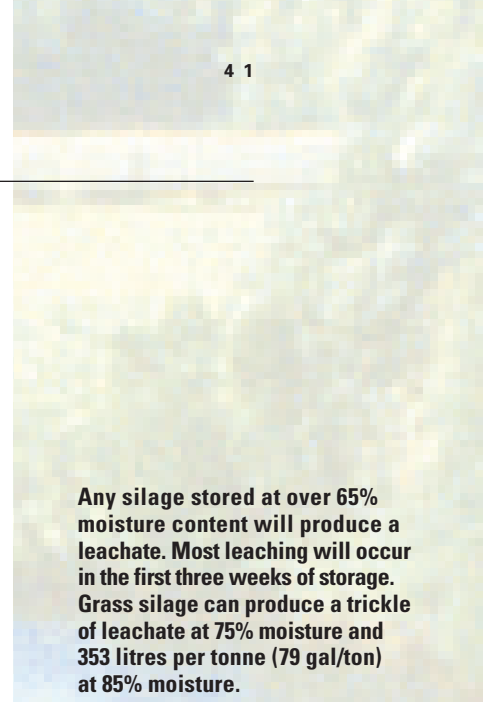 4 1
Any silage stored at over 65%
moisture content will produce a
leachate. Most leaching will occur
in the first three weeks of storage.
Grass silage can produce a trickle
of leachate at 75% moisture and
353 litres per tonne (79 gal/ton)
at 85% moisture.